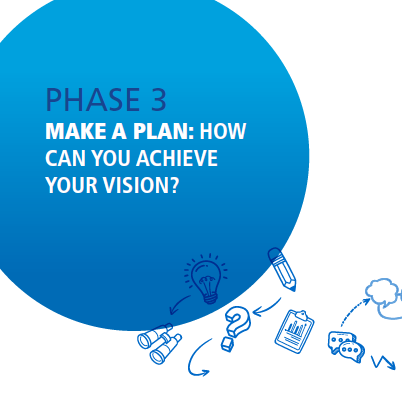 PHASE 3
MAKE A PLAN: HOW
CAN YOU ACHIEVE
YOUR VISION?